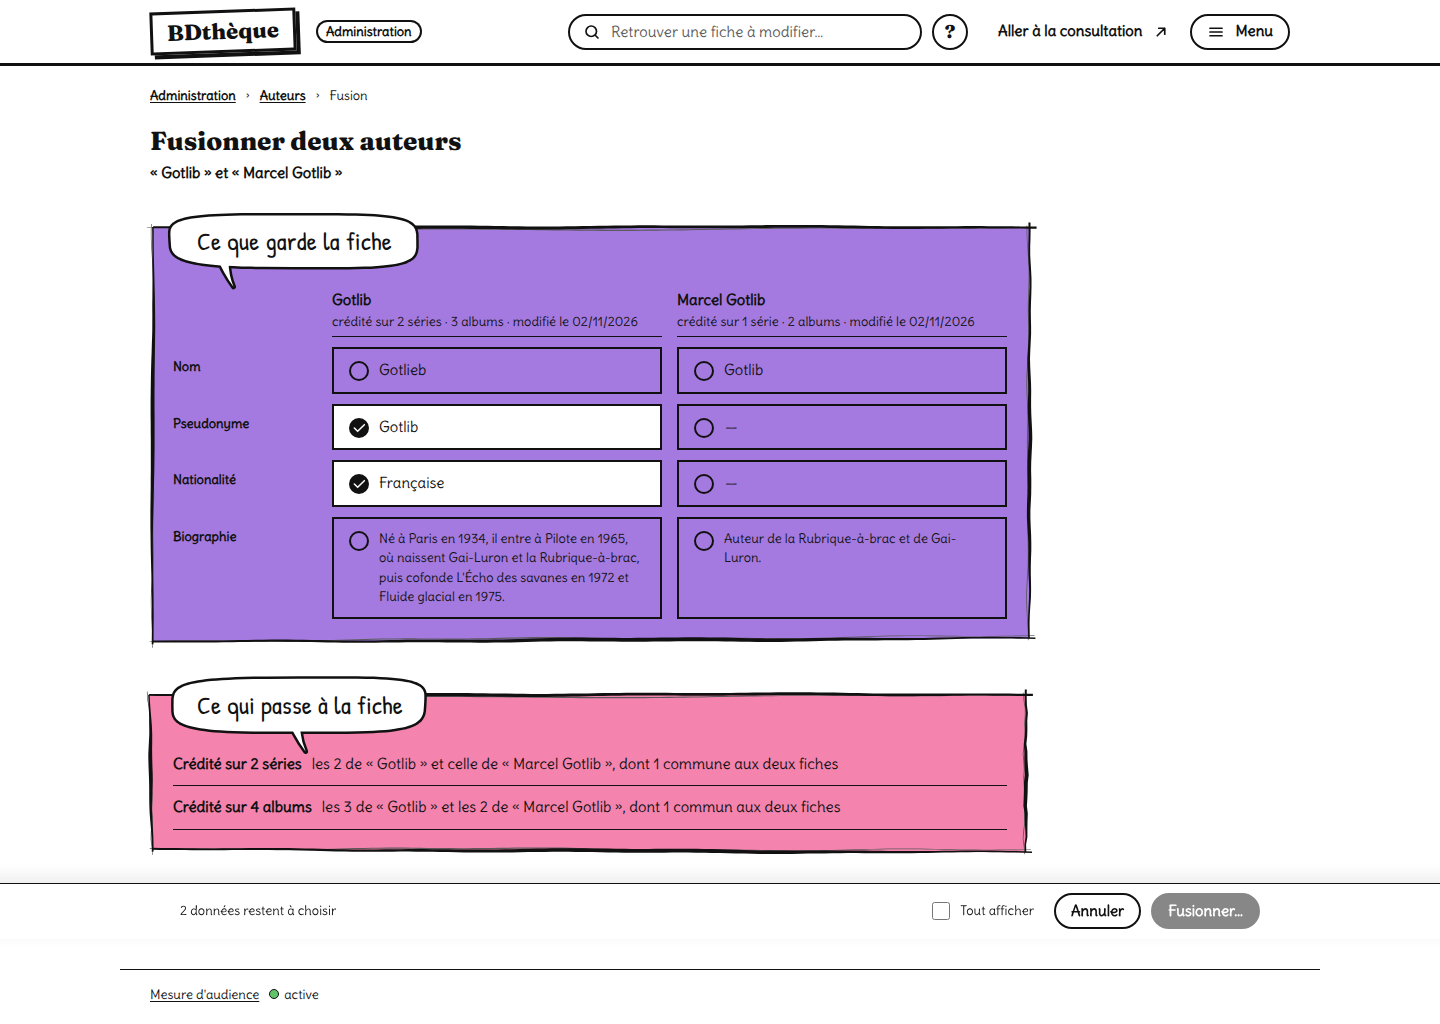 BDthèque
Administration
Retrouver une fiche à modifier...
?
Aller à la consultation
Menu
Administration › Auteurs › Fusion
Fusionner deux auteurs
« Gotlib » et « Marcel Gotlib »
Ce que garde la fiche
Gotlib
crédité sur 2 séries · 3 albums · modifié le 02/11/2026
Marcel Gotlib
crédité sur 1 série · 2 albums · modifié le 02/11/2026
Nom
Gotlieb
Gotlib
Pseudonyme
Gotlib
—
Nationalité
Française
—
Biographie
Né à Paris en 1934, il entre à Pilote en 1965,
où naissent Gai-Luron et la Rubrique-à-brac,
puis cofonde L'Écho des savanes en 1972 et
Fluide glacial en 1975.
Auteur de la Rubrique-à-brac et de Gai-
Luron.
Ce qui passe à la fiche
Crédité sur 2 séries les 2 de « Gotlib » et celle de « Marcel Gotlib », dont 1 commune aux deux fiches
Crédité sur 4 albums les 3 de « Gotlib » et les 2 de « Marcel Gotlib », dont 1 commun aux deux fiches
2 données restent à choisir
Tout afficher
Annuler
Fusionner...
Mesure d'audience
active